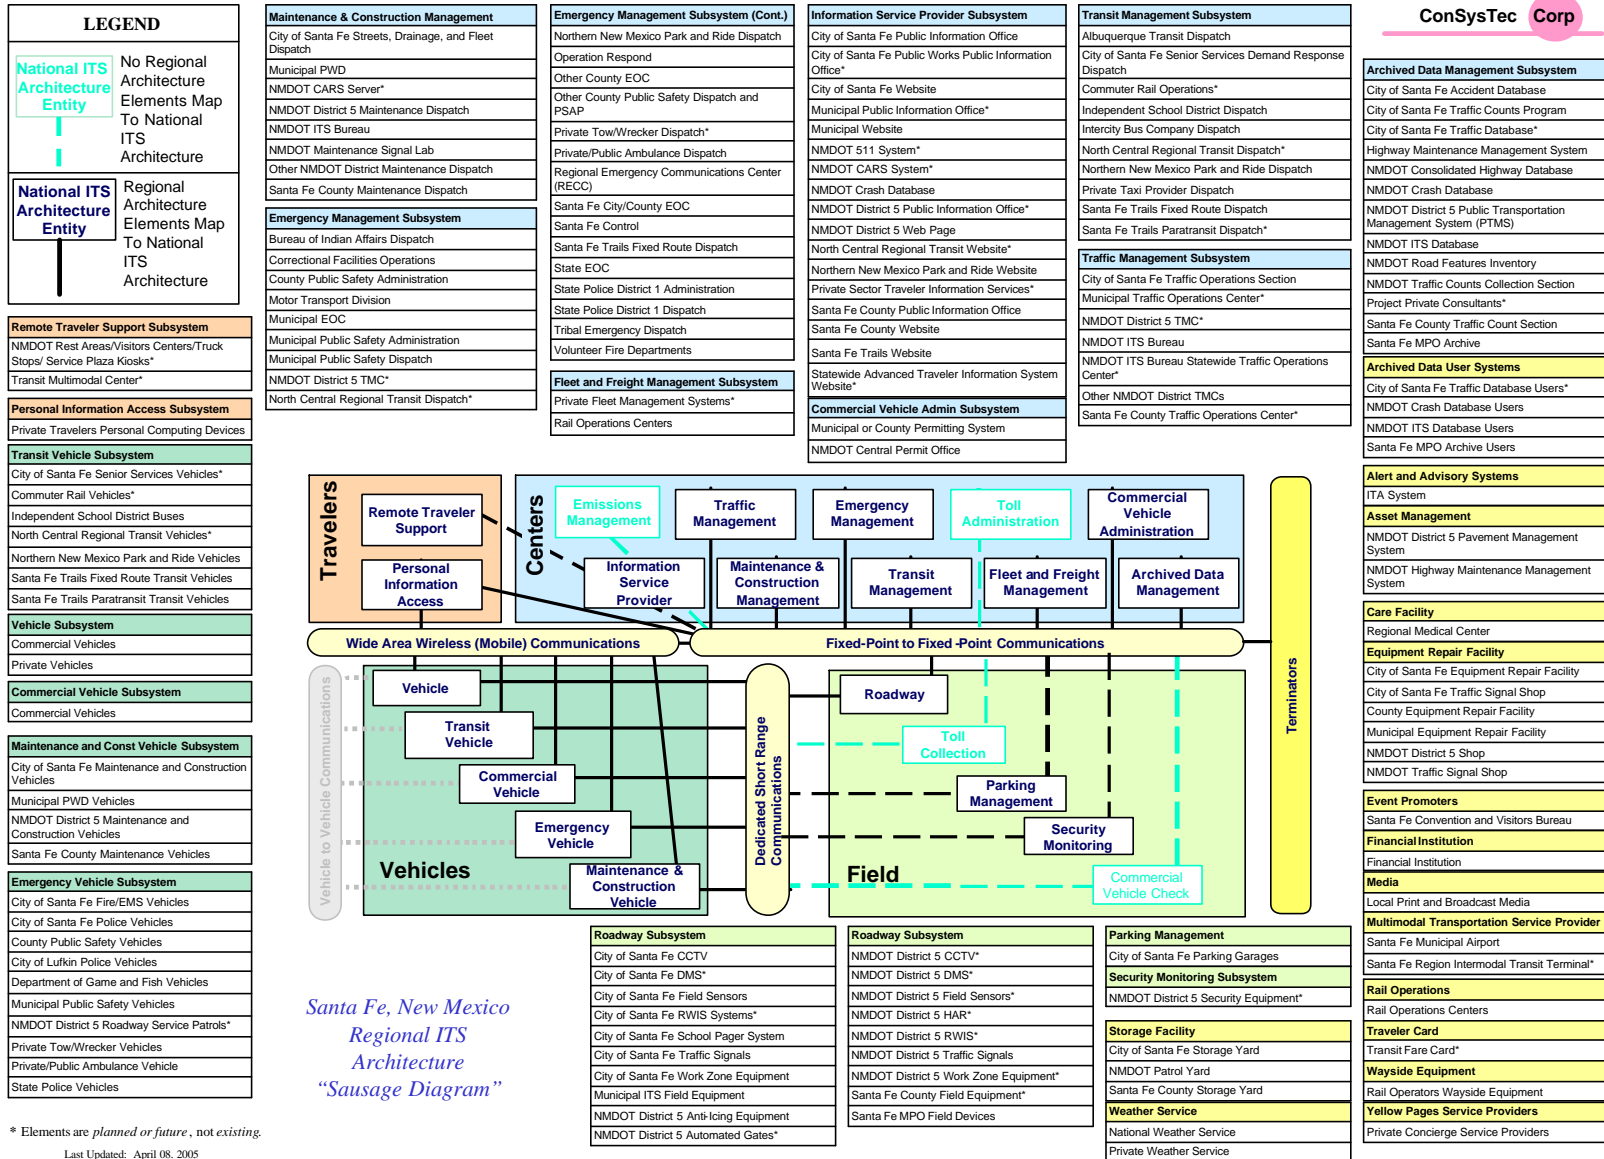 LEGEND
National ITS
Architecture
Entity
No Regional
Architecture
Elements Map
To National
ITS
Architecture
National ITS
Architecture
Entity
Regional
Architecture
Elements Map
To National
ITS
Architecture
Remote Traveler Support Subsystem
NMDOT Rest Areas/Visitors Centers/Truck
Stops/ Service Plaza Kiosks*
Transit Multimodal Center*
Personal Information Access Subsystem
Private Travelers Personal Computing Devices
Transit Vehicle Subsystem
City of Santa Fe Senior Services Vehicles*
Commuter Rail Vehicles*
Independent School District Buses
North Central Regional Transit Vehicles*
Northern New Mexico Park and Ride Vehicles
Santa Fe Trails Fixed Route Transit Vehicles
Santa Fe Trails Paratransit Transit Vehicles
Vehicle Subsystem
Commercial Vehicles
Private Vehicles
Commercial Vehicle Subsystem
Commercial Vehicles
Maintenance and Const Vehicle Subsystem
City of Santa Fe Maintenance and Construction
Vehicles
Municipal PWD Vehicles
NMDOT District 5 Maintenance and
Construction Vehicles
Santa Fe County Maintenance Vehicles
Emergency Vehicle Subsystem
City of Santa Fe Fire/EMS Vehicles
City of Santa Fe Police Vehicles
County Public Safety Vehicles
City of Lufkin Police Vehicles
Department of Game and Fish Vehicles
Municipal Public Safety Vehicles
NMDOT District 5 Roadway Service Patrols*
Private Tow/Wrecker Vehicles
Private/Public Ambulance Vehicle
State Police Vehicles
* Elements are planned or future, not existing.
Last Updated: April 08, 2005
Maintenance & Construction Management
City of Santa Fe Streets, Drainage, and Fleet
Dispatch
Municipal PWD
NMDOT CARS Server*
NMDOT District 5 Maintenance Dispatch
NMDOT ITS Bureau
NMDOT Maintenance Signal Lab
Other NMDOT District Maintenance Dispatch
Santa Fe County Maintenance Dispatch
Emergency Management Subsystem
Bureau of Indian Affairs Dispatch
Correctional Facilities Operations
County Public Safety Administration
Motor Transport Division
Municipal EOC
Municipal Public Safety Administration
Municipal Public Safety Dispatch
NMDOT District 5 TMC*
North Central Regional Transit Dispatch*
Emergency Management Subsystem (Cont.)
Northern New Mexico Park and Ride Dispatch
Operation Respond
Other County EOC
Other County Public Safety Dispatch and
PSAP
Private Tow/Wrecker Dispatch*
Private/Public Ambulance Dispatch
Regional Emergency Communications Center
(RECC)
Santa Fe City/County EOC
Santa Fe Control
Santa Fe Trails Fixed Route Dispatch
State EOC
State Police District 1 Administration
State Police District 1 Dispatch
Tribal Emergency Dispatch
Volunteer Fire Departments
Fleet and Freight Management Subsystem
Private Fleet Management Systems*
Rail Operations Centers
Information Service Provider Subsystem
City of Santa Fe Public Information Office
City of Santa Fe Public Works Public Information
Office*
City of Santa Fe Website
Municipal Public Information Office*
Municipal Website
NMDOT 511 System*
NMDOT CARS System*
NMDOT Crash Database
NMDOT District 5 Public Information Office*
NMDOT District 5 Web Page
North Central Regional Transit Website*
Northern New Mexico Park and Ride Website
Private Sector Traveler Information Services*
Santa Fe County Public Information Office
Santa Fe County Website
Santa Fe Trails Website
Statewide Advanced Traveler Information System
Website*
Commercial Vehicle Admin Subsystem
Municipal or County Permitting System
NMDOT Central Permit Office
Transit Management Subsystem
Albuquerque Transit Dispatch
City of Santa Fe Senior Services Demand Response
Dispatch
Commuter Rail Operations*
Independent School District Dispatch
Intercity Bus Company Dispatch
North Central Regional Transit Dispatch*
Northern New Mexico Park and Ride Dispatch
Private Taxi Provider Dispatch
Santa Fe Trails Fixed Route Dispatch
Santa Fe Trails Paratransit Dispatch*
Traffic Management Subsystem
City of Santa Fe Traffic Operations Section
Municipal Traffic Operations Center*
NMDOT District 5 TMC*
NMDOT ITS Bureau
NMDOT ITS Bureau Statewide Traffic Operations
Center*
Other NMDOT District TMCs
Santa Fe County Traffic Operations Center*
ConSysTec Corp
Archived Data Management Subsystem
City of Santa Fe Accident Database
City of Santa Fe Traffic Counts Program
City of Santa Fe Traffic Database*
Highway Maintenance Management System
NMDOT Consolidated Highway Database
NMDOT Crash Database
NMDOT District 5 Public Transportation
Management System (PTMS)
NMDOT ITS Database
NMDOT Road Features Inventory
NMDOT Traffic Counts Collection Section
Project Private Consultants*
Santa Fe County Traffic Count Section
Santa Fe MPO Archive
Archived Data User Systems
City of Santa Fe Traffic Database Users*
NMDOT Crash Database Users
NMDOT ITS Database Users
Santa Fe MPO Archive Users
Alert and Advisory Systems
ITA System
Asset Management
NMDOT District 5 Pavement Management
System
NMDOT Highway Maintenance Management
System
Care Facility
Regional Medical Center
Equipment Repair Facility
City of Santa Fe Equipment Repair Facility
City of Santa Fe Traffic Signal Shop
County Equipment Repair Facility
Municipal Equipment Repair Facility
NMDOT District 5 Shop
NMDOT Traffic Signal Shop
Event Promoters
Santa Fe Convention and Visitors Bureau
Financial Institution
Financial Institution
Media
Local Print and Broadcast Media
Multimodal Transportation Service Provider
Santa Fe Municipal Airport
Santa Fe Region Intermodal Transit Terminal*
Rail Operations
Rail Operations Centers
Traveler Card
Transit Fare Card*
Wayside Equipment
Rail Operators Wayside Equipment
Yellow Pages Service Providers
Private Concierge Service Providers
Travelers
Remote Traveler
Support
Personal
Information
Access
Centers
Emissions
Management
Traffic
Management
Emergency
Management
Toll
Administration
Commercial
Vehicle
Administration
Information
Service
Provider
Maintenance &
Construction
Management
Transit
Management
Fleet and Freight
Management
Archived Data
Management
Wide Area Wireless (Mobile) Communications
Fixed-Point to Fixed -Point Communications
Terminators
Vehicle to Vehicle Communications
Vehicle
Transit
Vehicle
Commercial
Vehicle
Emergency
Vehicle
Maintenance &
Construction
Vehicle
Vehicles
Dedicated Short Range
Communications
Roadway
Toll
Collection
Parking
Management
Security
Monitoring
Commercial
Vehicle Check
Field
Santa Fe, New Mexico
Regional ITS
Architecture
“Sausage Diagram”
Roadway Subsystem
City of Santa Fe CCTV
City of Santa Fe DMS*
City of Santa Fe Field Sensors
City of Santa Fe RWIS Systems*
City of Santa Fe School Pager System
City of Santa Fe Traffic Signals
City of Santa Fe Work Zone Equipment
Municipal ITS Field Equipment
NMDOT District 5 Anti-Icing Equipment
NMDOT District 5 Automated Gates*
Roadway Subsystem
NMDOT District 5 CCTV*
NMDOT District 5 DMS*
NMDOT District 5 Field Sensors*
NMDOT District 5 HAR*
NMDOT District 5 RWIS*
NMDOT District 5 Traffic Signals
NMDOT District 5 Work Zone Equipment*
Santa Fe County Field Equipment*
Santa Fe MPO Field Devices
Parking Management
City of Santa Fe Parking Garages
Security Monitoring Subsystem
NMDOT District 5 Security Equipment*
Storage Facility
City of Santa Fe Storage Yard
NMDOT Patrol Yard
Santa Fe County Storage Yard
Weather Service
National Weather Service
Private Weather Service